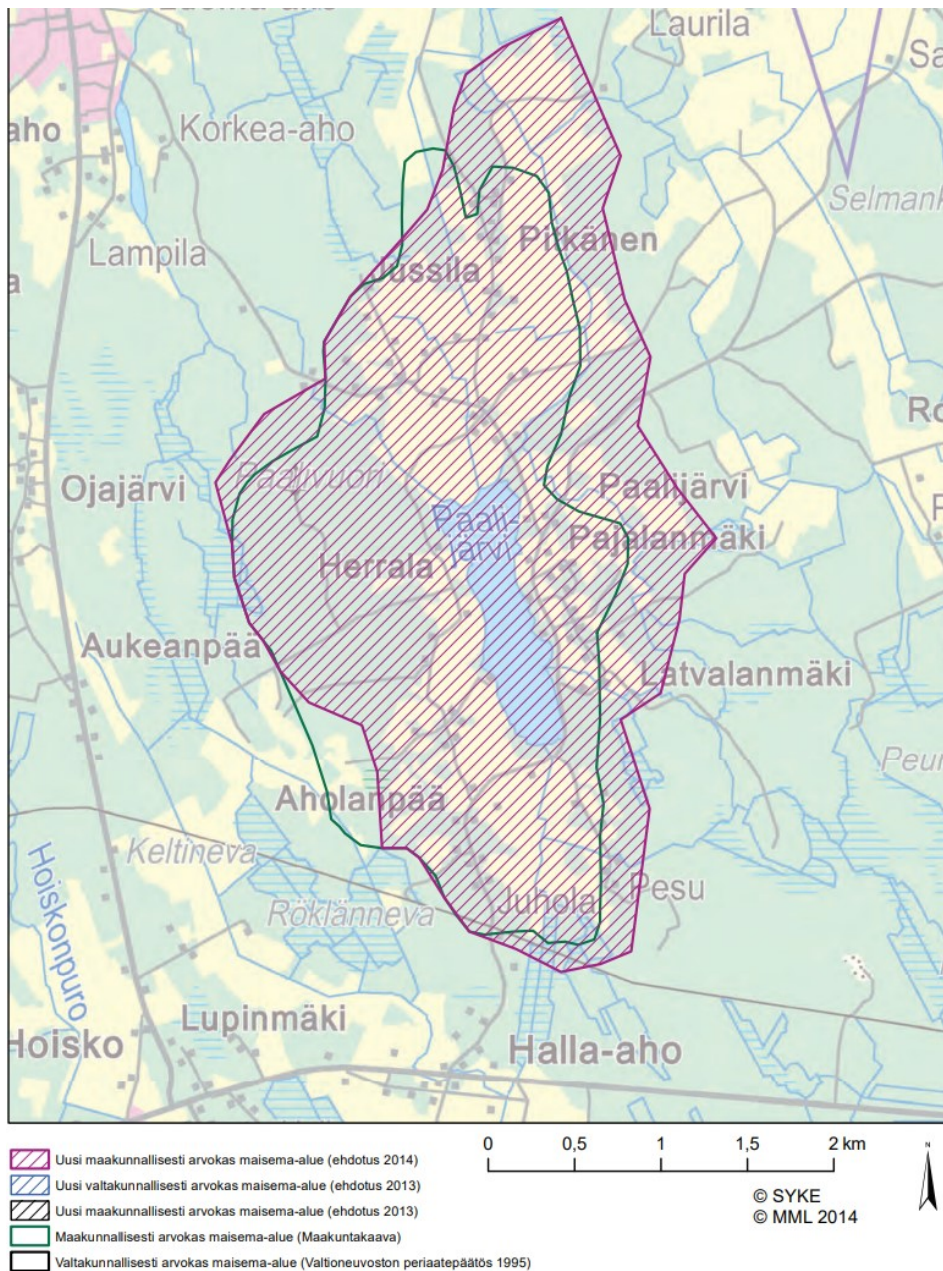 Laurila
aho
Korkea-aho
Selmank
Lampila
Pitkänen
Jussila
Ojajärvi
Paalivuori
Paalijärvi
Paali-
järvi
Pajalanmäki
Herrala
Aukeanpää
Latvalanmäki
Peur
Aholanpää
Keltineva
Hoiskonpuro
Röklänneva
Juhola
Pesu
Lupinmäki
Hoisko
Halla-aho
0 0,5 1 1,5 2 km
N
Uusi maakunnallisesti arvokas maisema-alue (ehdotus 2014)
Uusi valtakunnallisesti arvokas maisema-alue (ehdotus 2013)
Uusi maakunnallisesti arvokas maisema-alue (ehdotus 2013)
Maakunnallisesti arvokas maisema-alue (Maakuntakaava)
Valtakunnallisesti arvokas maisema-alue (Valtioneuvoston periaatepäätös 1995)
© SYKE
© MML 2014